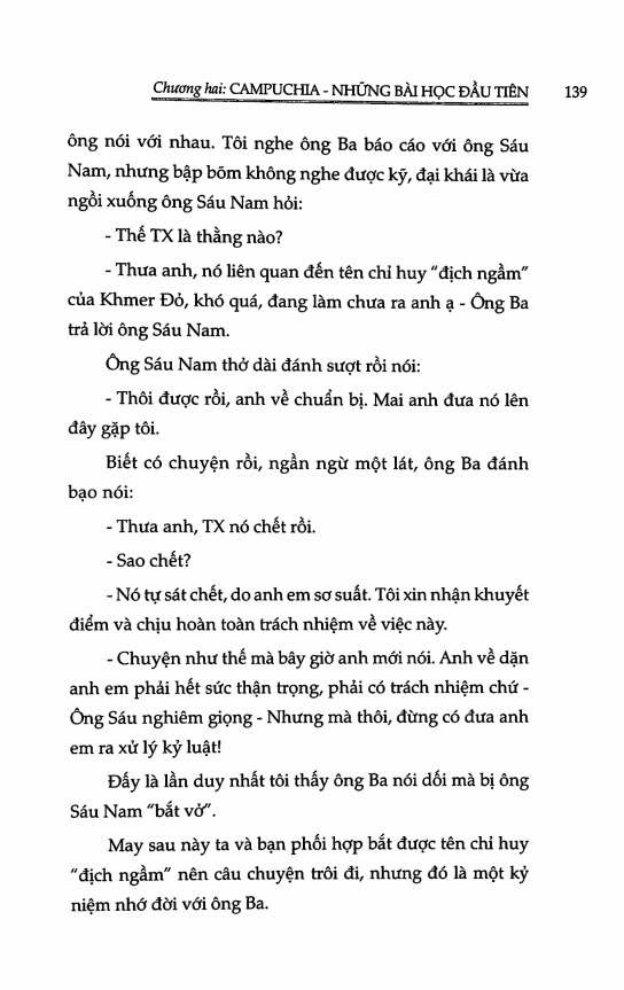 Chương hai: CAMPUCHIA - NHỮNG BÀI HỌC ĐẦU TIÊN 139
ông nói với nhau. Tôi nghe ông Ba báo cáo với ông Sáu
Nam, nhưng bập bõm không nghe được kỹ, đại khái là vừa
ngồi xuống ông Sáu Nam hỏi:
- Thế TX là thằng nào?
- Thưa anh, nó liên quan đến tên chỉ huy "địch ngầm"
của Khmer Đỏ, khó quá, đang làm chưa ra anh ạ - Ông Ba
trả lời ông Sáu Nam.
Ông Sáu Nam thở dài đánh sượt rồi nói:
- Thôi được rồi, anh về chuẩn bị. Mai anh đưa nó lên
đây gặp tôi.
Biết có chuyện rồi, ngần ngừ một lát, ông Ba đánh
bạo nói:
- Thưa anh, TX nó chết rồi.
- Sao chết?
- Nó tự sát chết, do anh em sơ suất. Tôi xin nhận khuyết
điểm và chịu hoàn toàn trách nhiệm về việc này.
- Chuyện như thế mà bây giờ anh mới nói. Anh về dặn
anh em phải hết sức thận trọng, phải có trách nhiệm chứ -
Ông Sáu nghiêm giọng - Nhưng mà thôi, đừng có đưa anh
em ra xử lý kỷ luật!
Đấy là lần duy nhất tôi thấy ông Ba nói dối mà bị ông
Sáu Nam "bắt vở".
May sau này ta và bạn phối hợp bắt được tên chỉ huy
"địch ngầm" nên câu chuyện trôi đi, nhưng đó là một kỷ
niệm nhớ đời với ông Ba.